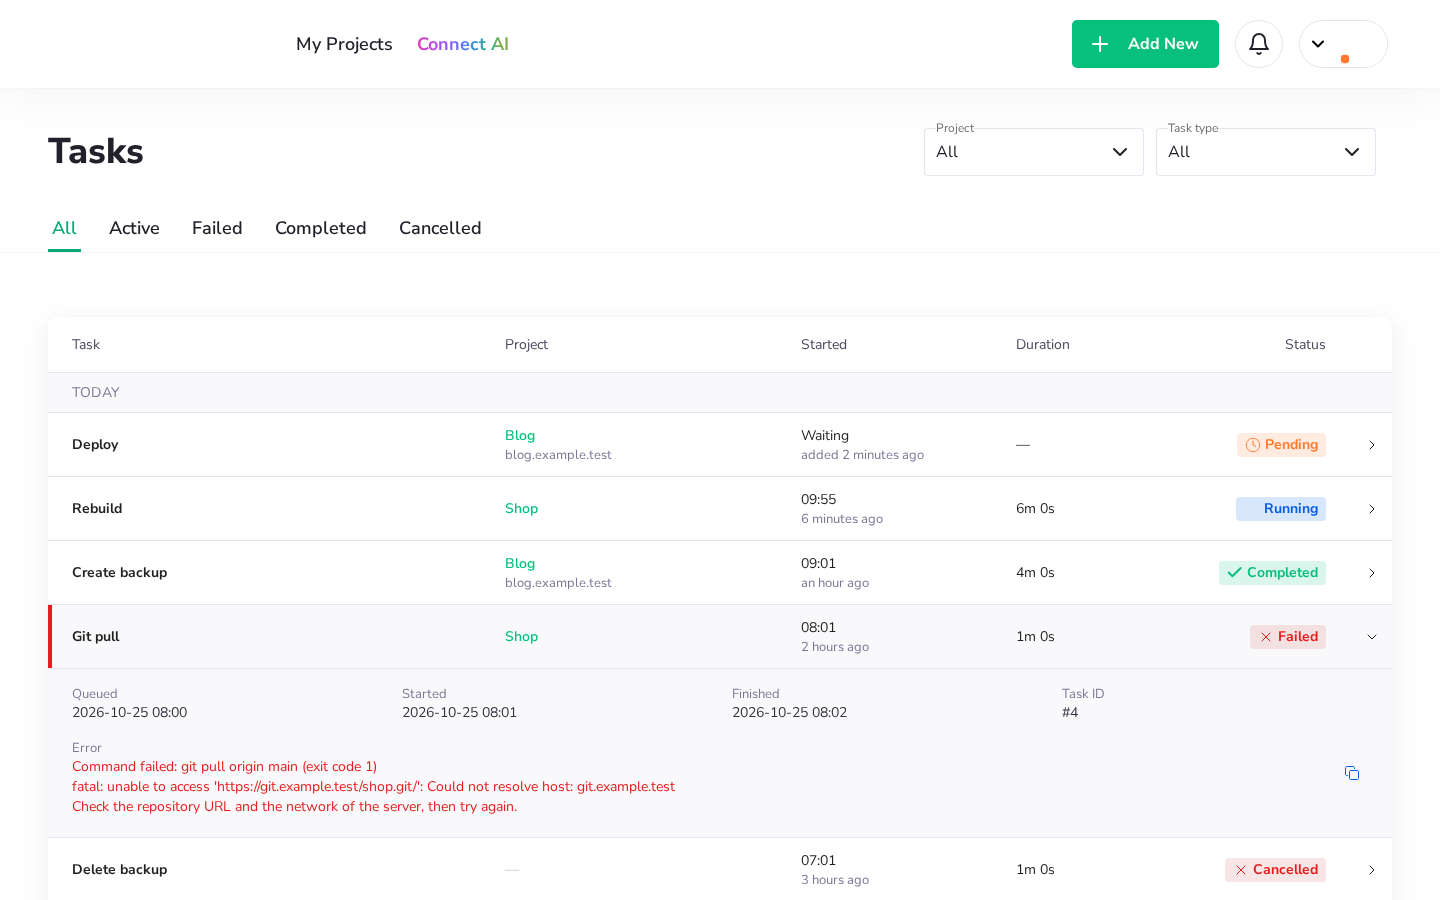 My Projects Connect AI Add New
Project
Task type
Tasks
All
All
All Active Failed Completed Cancelled
Task Project Started Duration Status
TODAY
Deploy
Blog
blog.example.test
Waiting
added 2 minutes ago
—
Pending
Rebuild
Shop
09:55
6 minutes ago
6m 0s
Running
Create backup
Blog
blog.example.test
09:01
an hour ago
4m 0s
Completed
Git pull
Shop
08:01
2 hours ago
1m 0s
Failed
Queued
2026-10-25 08:00
Started
2026-10-25 08:01
Finished
2026-10-25 08:02
Task ID
#4
Error
Command failed: git pull origin main (exit code 1)
fatal: unable to access 'https://git.example.test/shop.git/': Could not resolve host: git.example.test
Check the repository URL and the network of the server, then try again.
Delete backup
—
07:01
3 hours ago
1m 0s
Cancelled